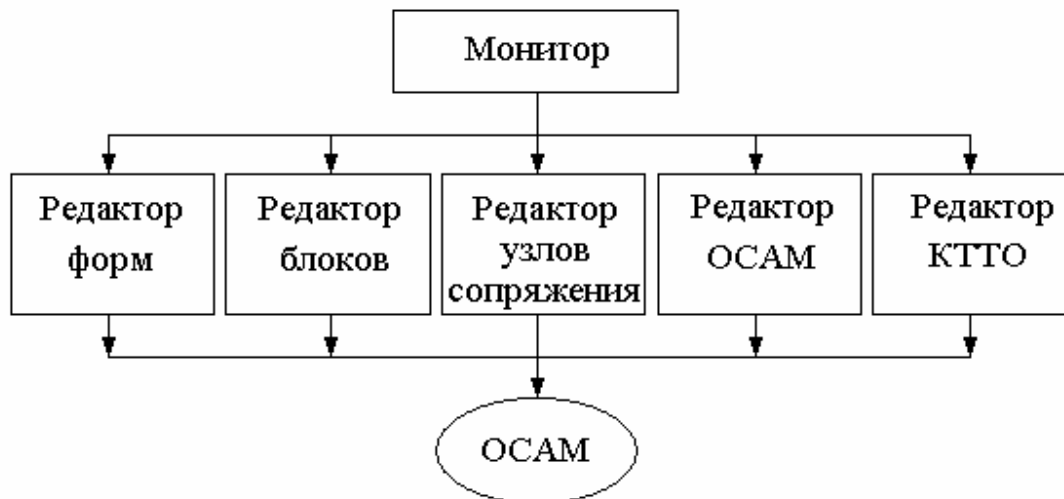 Монитор
Редактор
форм
Редактор
блоков
Редактор
узлов
сопряжения
Редактор
ОСАМ
Редактор
КТТО
ОСАМ